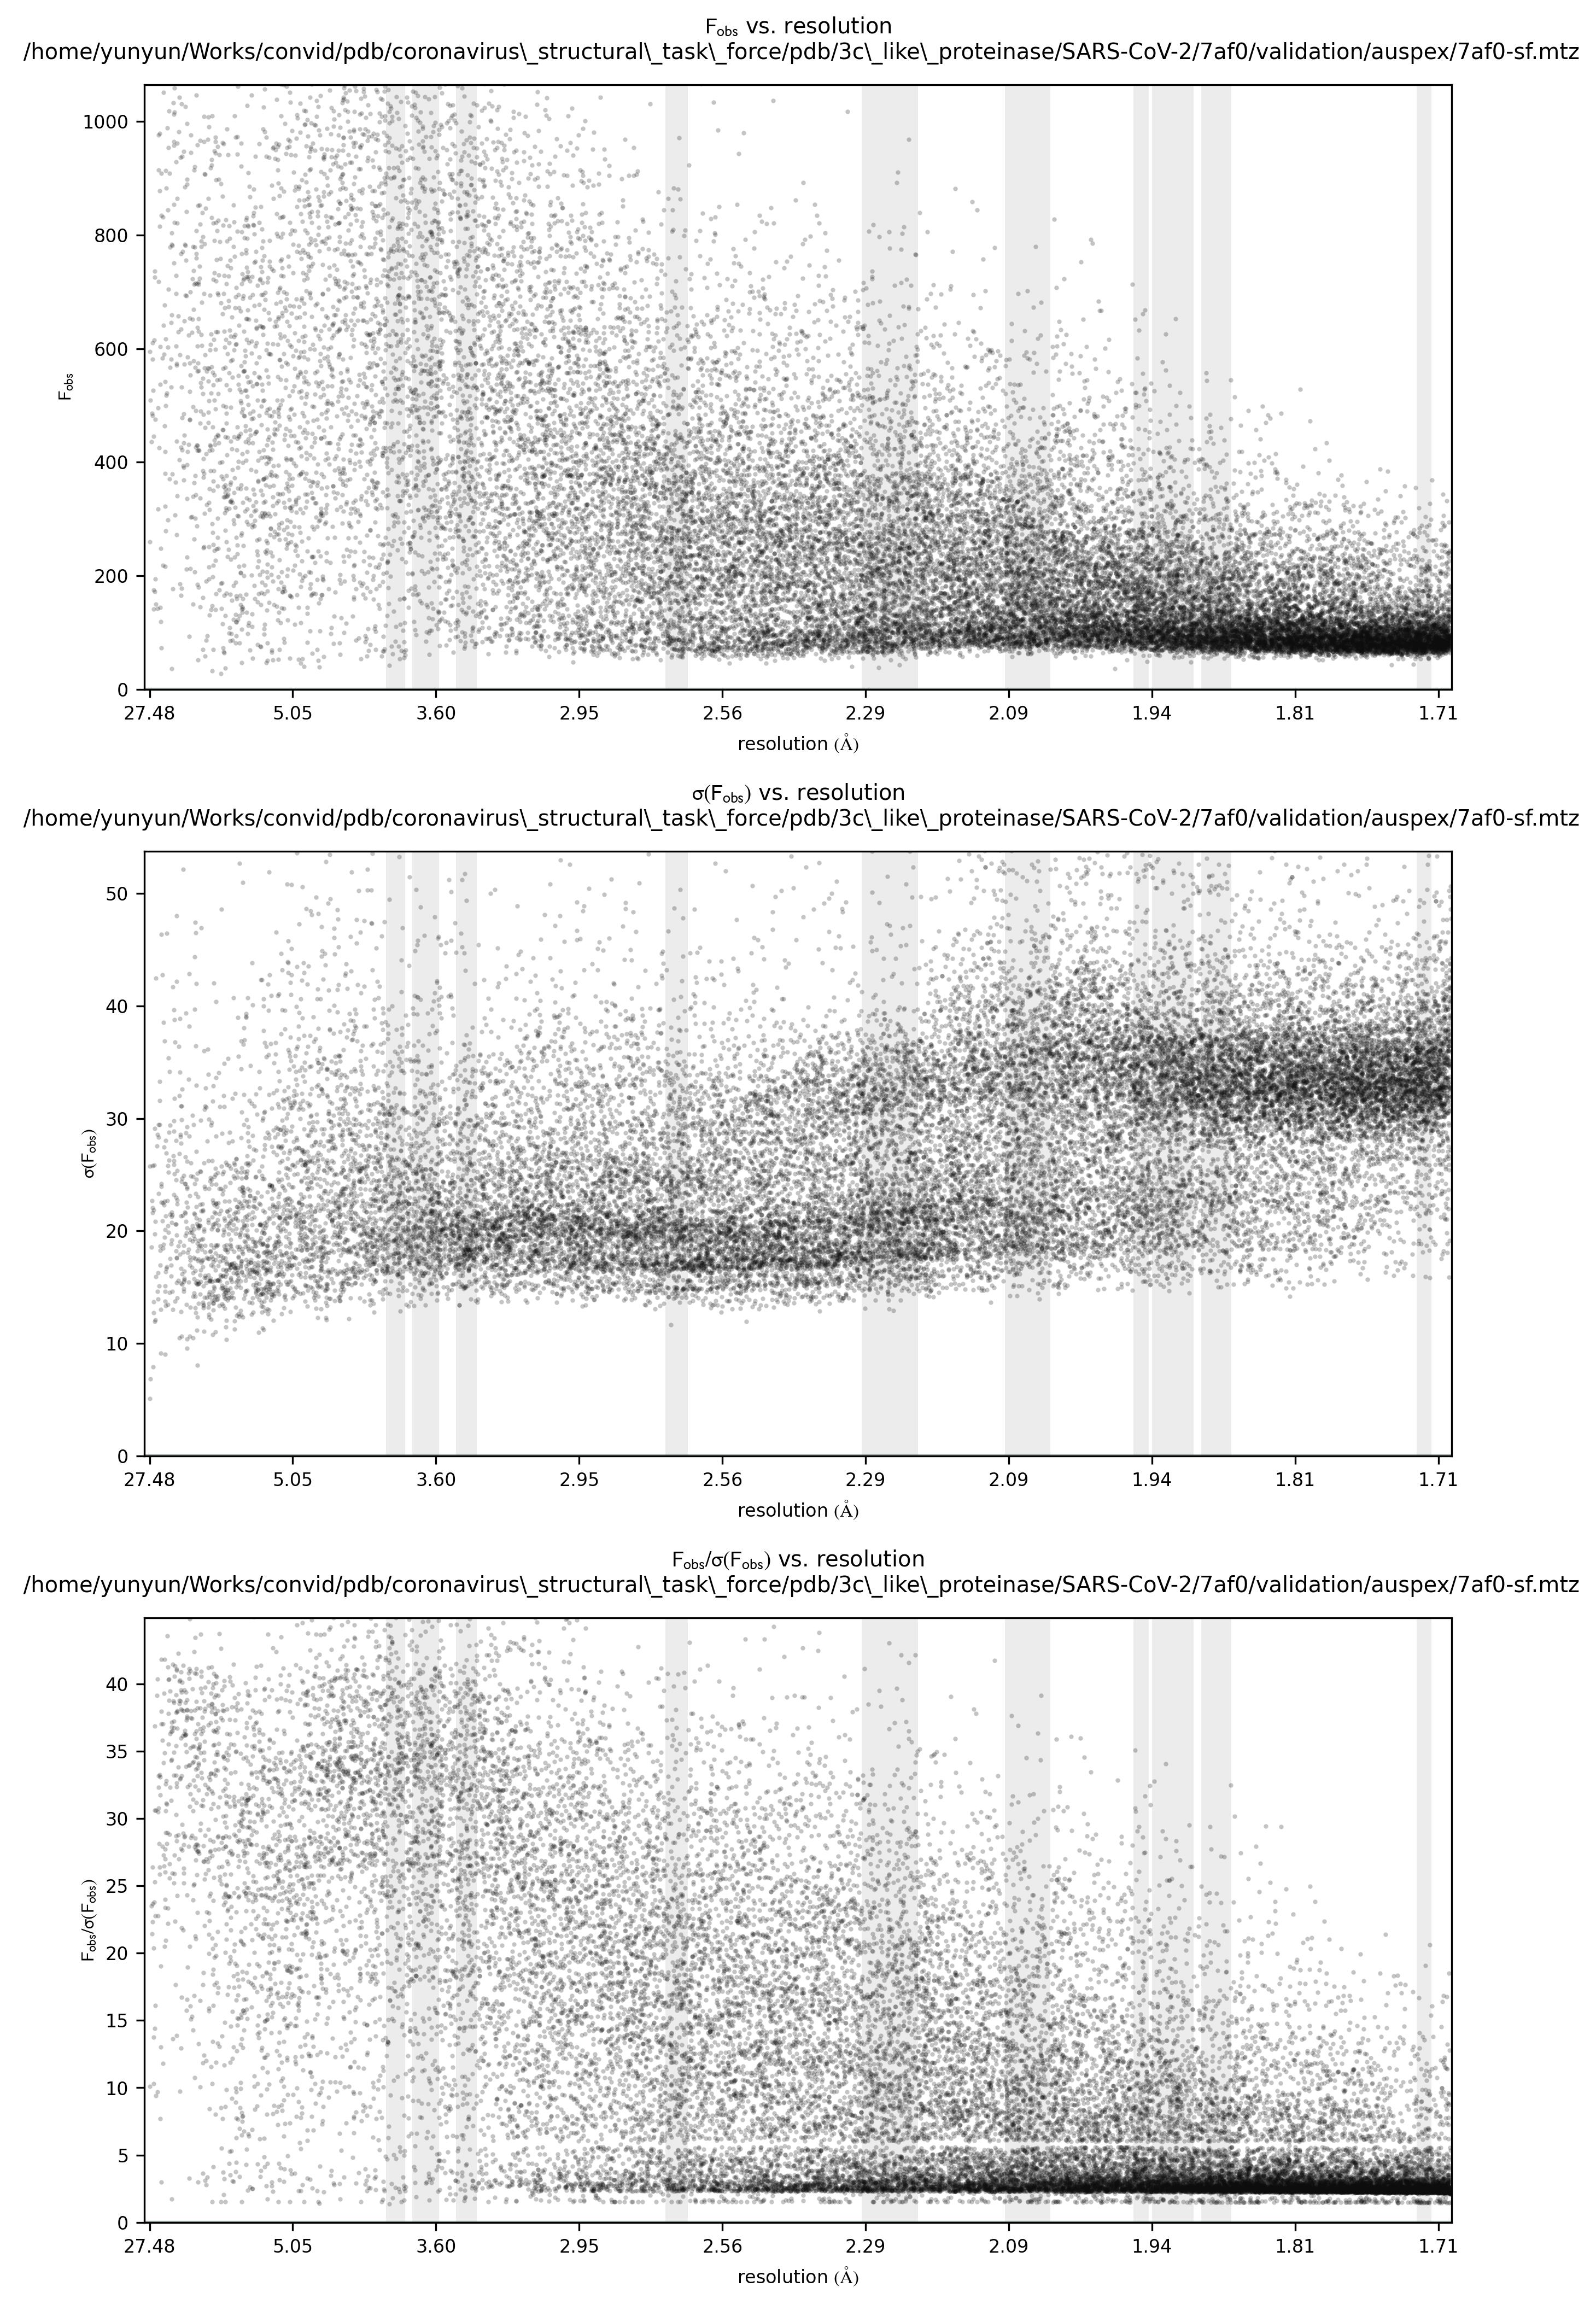 Fobs vs. resolution
/home/yunyun/Works/convid/pdb/coronavirus\_structural\_task\_force/pdb/3c\_like\_proteinase/SARS-CoV-2/7af0/validation/auspex/7af0-sf.mtz
1000
800
600
400
200
0
Fobs
27.48 5.05 3.60 2.95 2.56 2.29 2.09 1.94 1.81 1.71
resolution (Å)
σ(Fobs) vs. resolution
/home/yunyun/Works/convid/pdb/coronavirus\_structural\_task\_force/pdb/3c\_like\_proteinase/SARS-CoV-2/7af0/validation/auspex/7af0-sf.mtz
50
40
30
20
10
0
σ(Fobs)
27.48 5.05 3.60 2.95 2.56 2.29 2.09 1.94 1.81 1.71
resolution (Å)
Fobs/σ(Fobs) vs. resolution
/home/yunyun/Works/convid/pdb/coronavirus\_structural\_task\_force/pdb/3c\_like\_proteinase/SARS-CoV-2/7af0/validation/auspex/7af0-sf.mtz
40
35
30
25
20
15
10
5
0
Fobs/σ(Fobs)
27.48 5.05 3.60 2.95 2.56 2.29 2.09 1.94 1.81 1.71
resolution (Å)